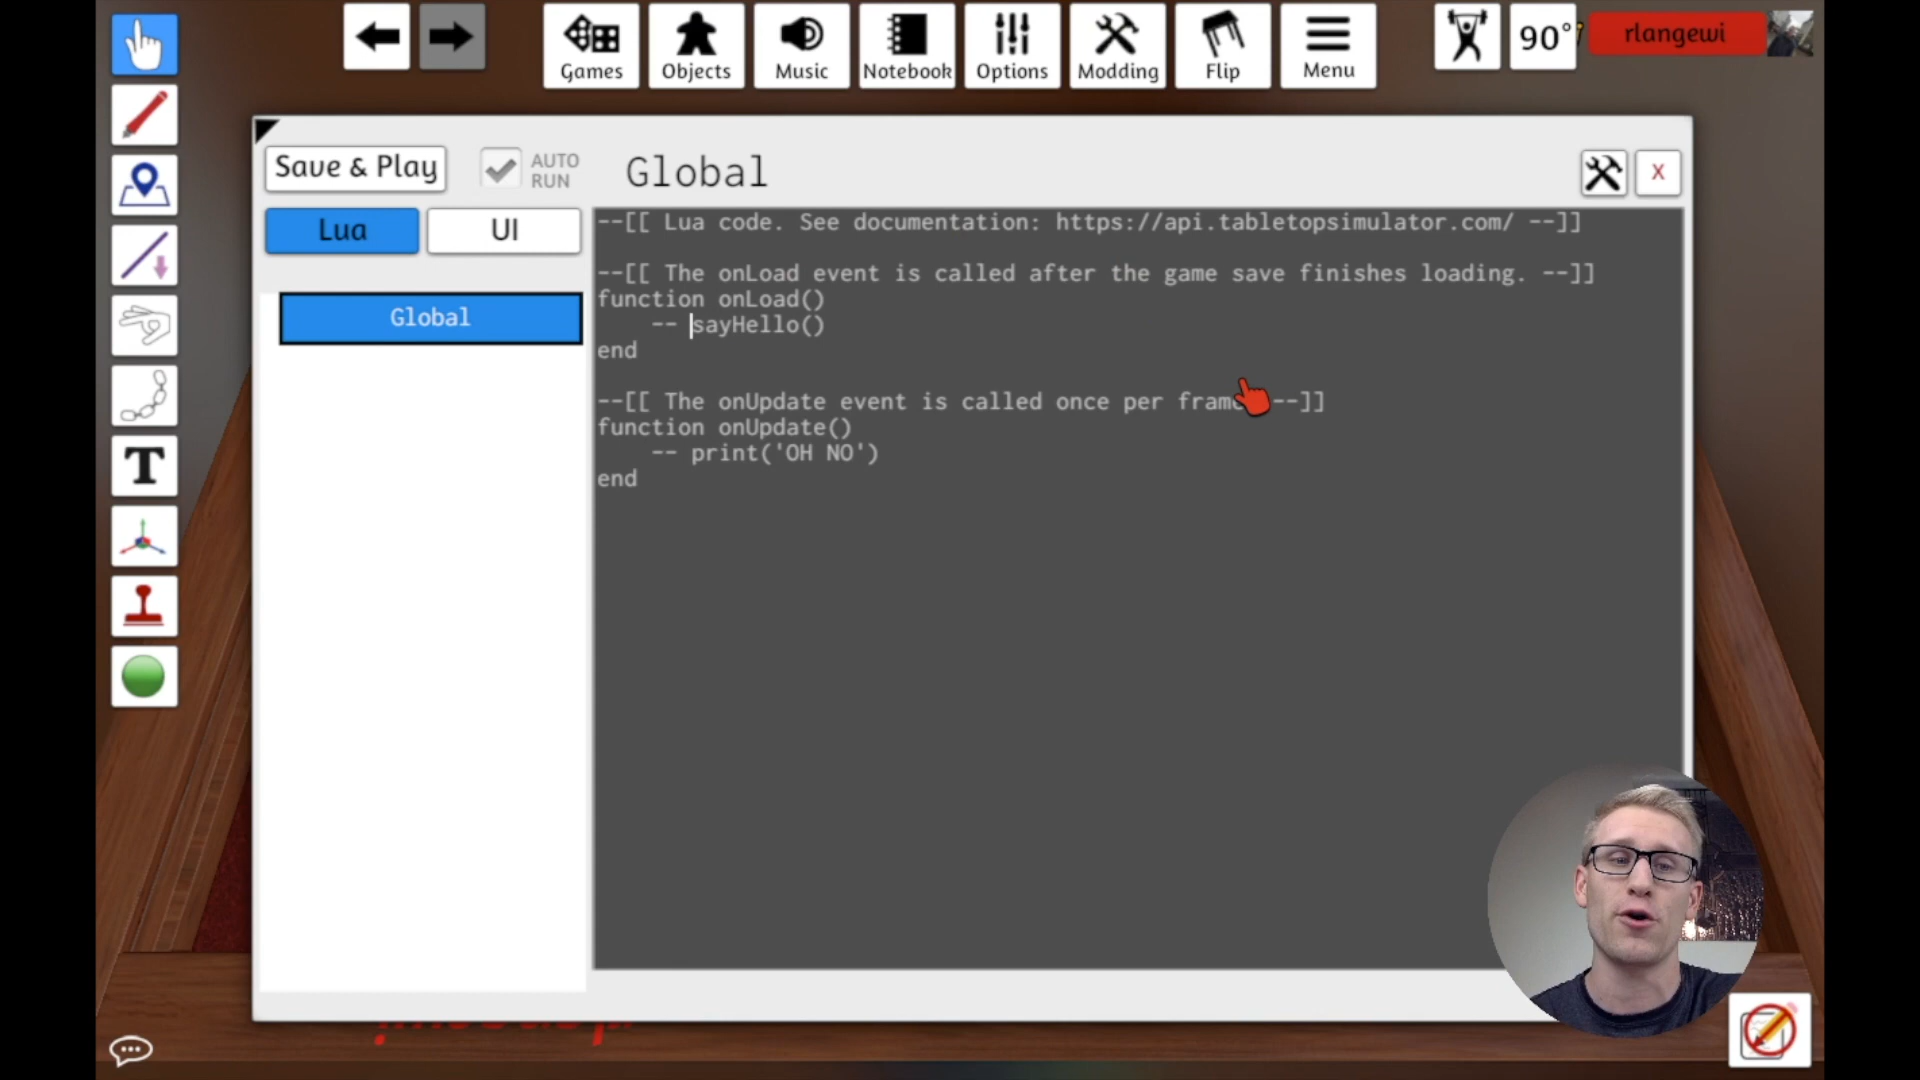 Games
Objects
Music
Notebook
Options
Modding
Flip
Menu
90°
rlangewi
Save & Play
AUTO
RUN
Global
X
Lua
UI
Global
--[[ Lua code. See documentation: https://api.tabletopsimulator.com/ --]]
--[[ The onLoad event is called after the game save finishes loading. --]]
function onLoad()
-- sayHello()
end
--[[ The onUpdate event is called once per frame --]]
function onUpdate()
-- print('OH NO')
end
T